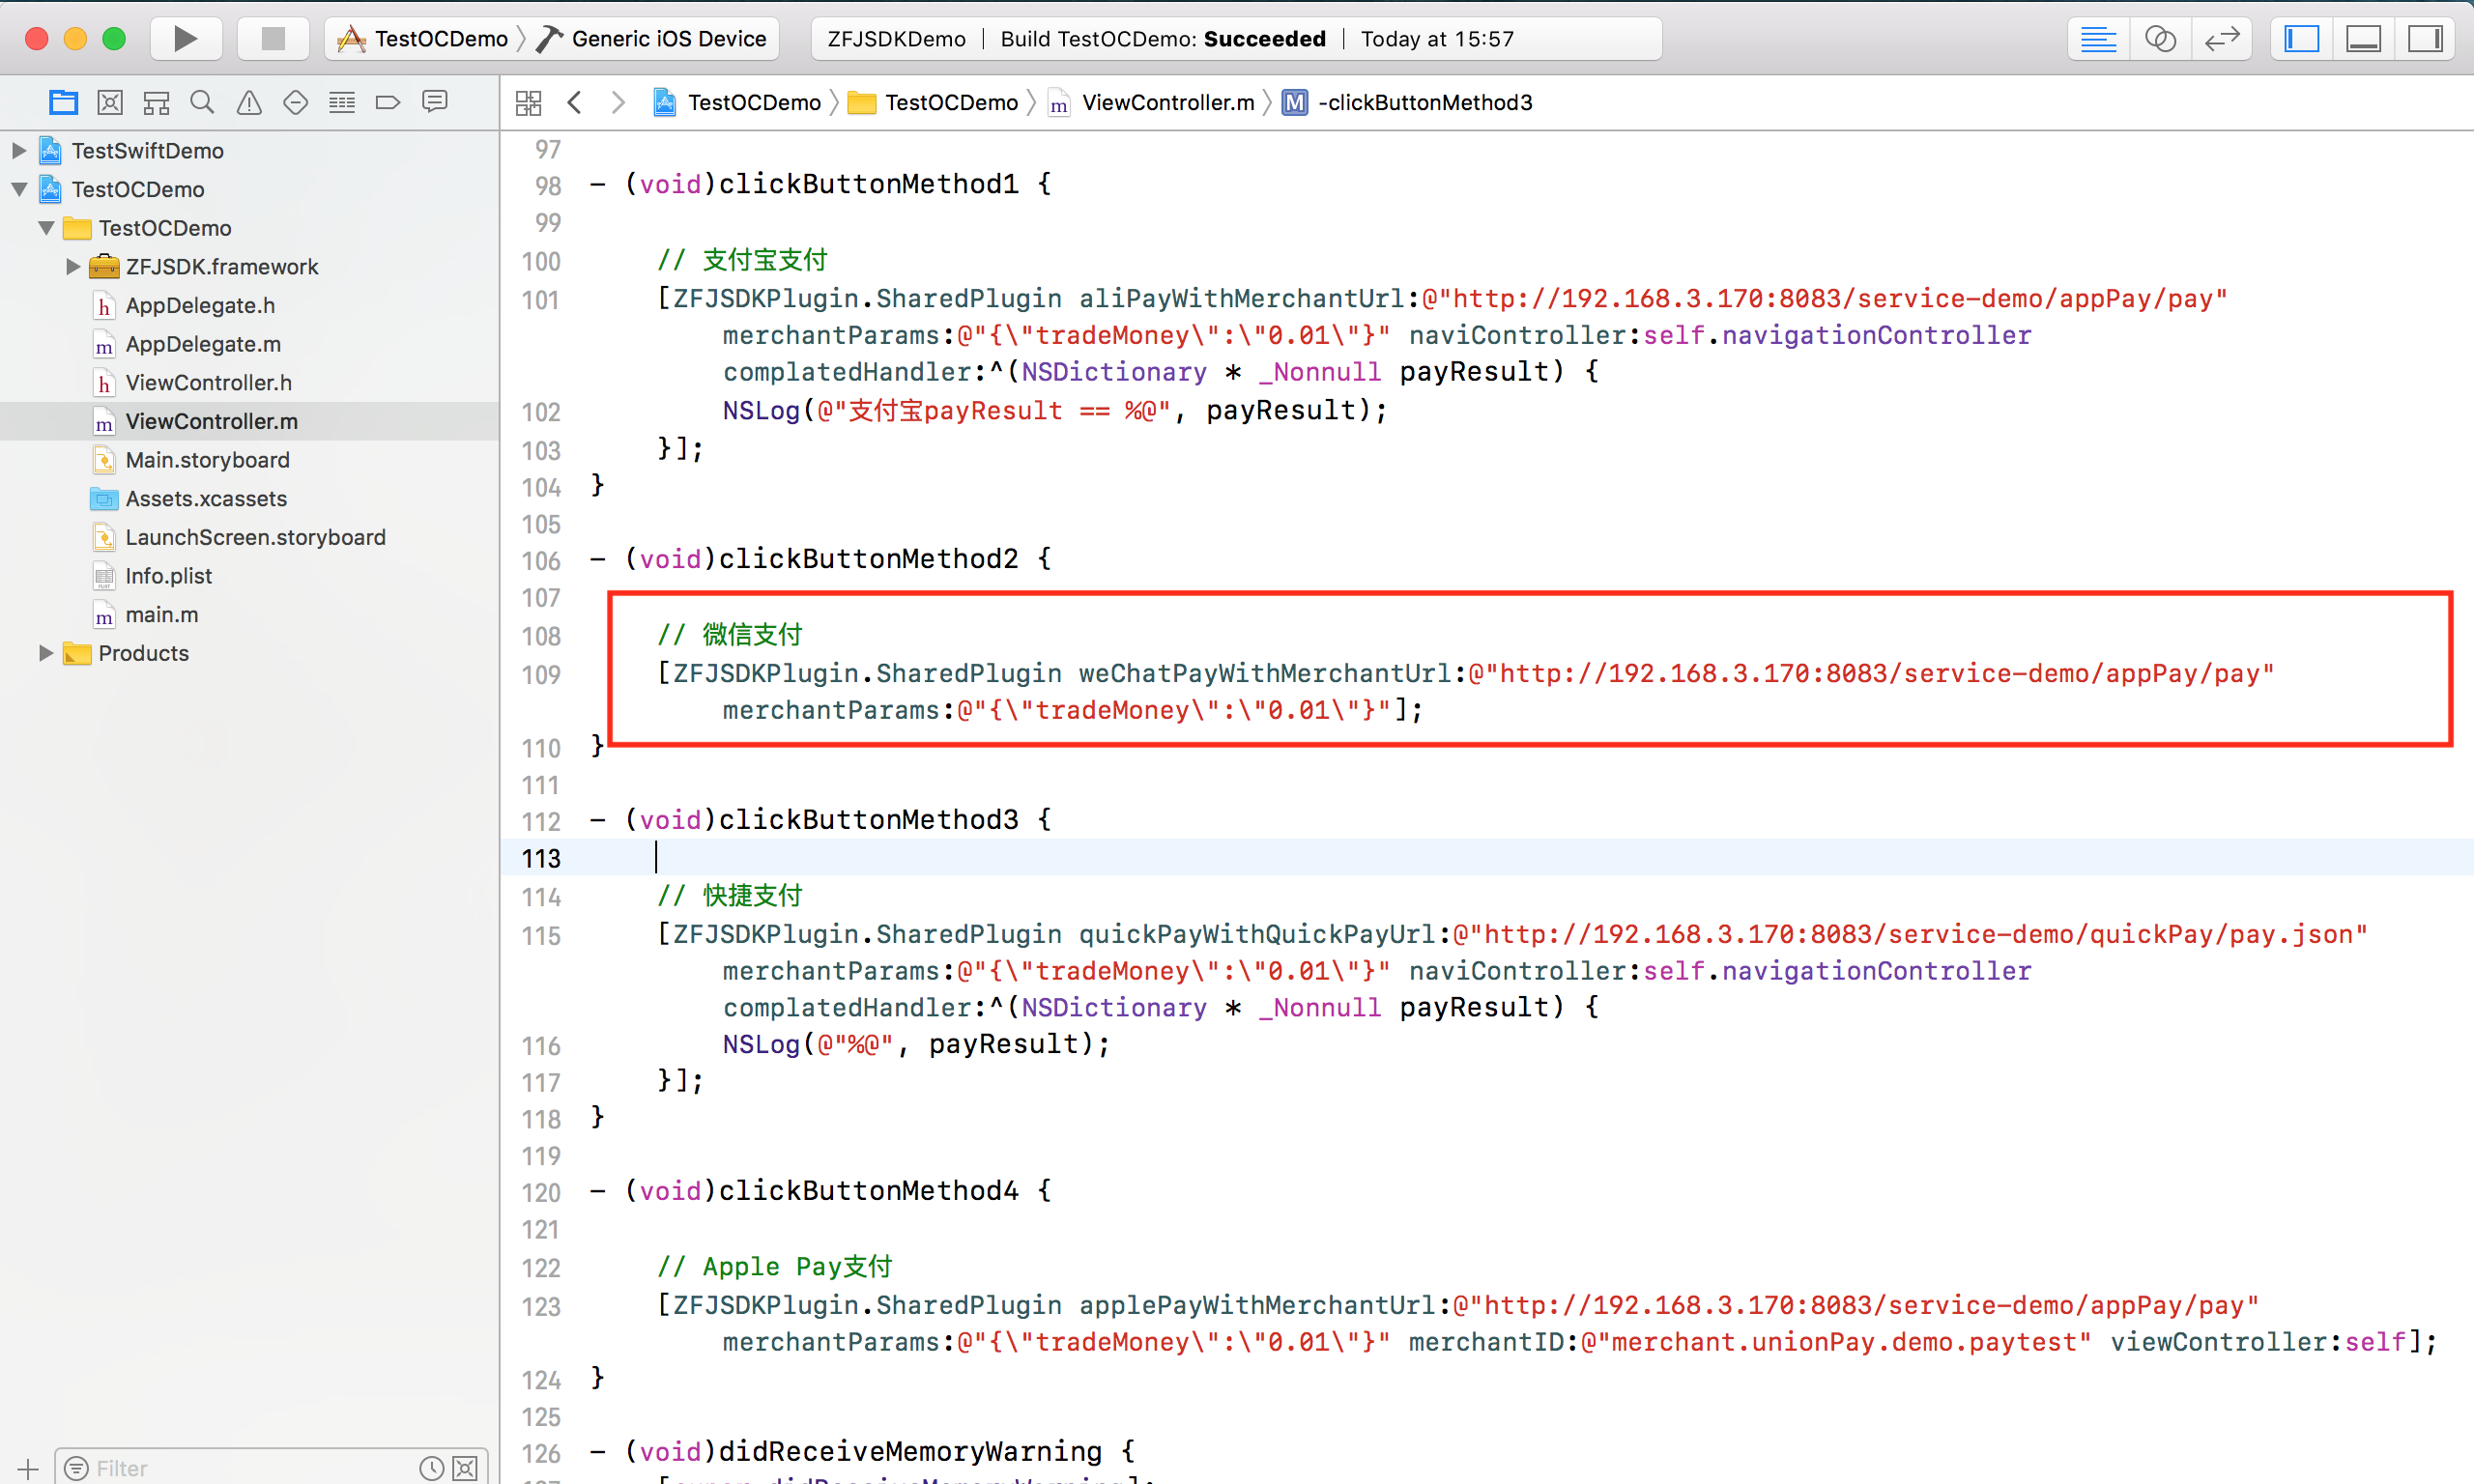 TestOCDemo Generic iOS Device
ZFJSDKDemo | Build TestOCDemo: Succeeded | Today at 15:57
TestOCDemo TestOCDemo ViewController.m M -clickButtonMethod3
TestSwiftDemo
TestOCDemo
TestOCDemo
ZFJSDK.framework
h AppDelegate.h
m AppDelegate.m
h ViewController.h
m ViewController.m
Main.storyboard
Assets.xcassets
LaunchScreen.storyboard
Info.plist
m main.m
Products
Filter
97
98 - (void)clickButtonMethod1 {
99
100 // 支付宝支付
101 [ZFJSDKPlugin.SharedPlugin aliPayWithMerchantUrl:@"http://192.168.3.170:8083/service-demo/appPay/pay"
merchantParams:@"{\"tradeMoney\":\"0.01\"}" naviController:self.navigationController
complatedHandler:^(NSDictionary * _Nonnull payResult) {
102 NSLog(@"支付宝payResult == %@", payResult);
103 }];
104 }
105
106 - (void)clickButtonMethod2 {
107
108 // 微信支付
109 [ZFJSDKPlugin.SharedPlugin weChatPayWithMerchantUrl:@"http://192.168.3.170:8083/service-demo/appPay/pay"
merchantParams:@"{\"tradeMoney\":\"0.01\"}"];
110 }
111
112 - (void)clickButtonMethod3 {
113
114 // 快捷支付
115 [ZFJSDKPlugin.SharedPlugin quickPayWithQuickPayUrl:@"http://192.168.3.170:8083/service-demo/quickPay/pay.json"
merchantParams:@"{\"tradeMoney\":\"0.01\"}" naviController:self.navigationController
complatedHandler:^(NSDictionary * _Nonnull payResult) {
116 NSLog(@"%@", payResult);
117 }];
118 }
119
120 - (void)clickButtonMethod4 {
121
122 // Apple Pay支付
123 [ZFJSDKPlugin.SharedPlugin applePayWithMerchantUrl:@"http://192.168.3.170:8083/service-demo/appPay/pay"
merchantParams:@"{\"tradeMoney\":\"0.01\"}" merchantID:@"merchant.unionPay.demo.paytest" viewController:self];
124 }
125
126 - (void)didReceiveMemoryWarning {
[super didReceiveMemoryWarning];